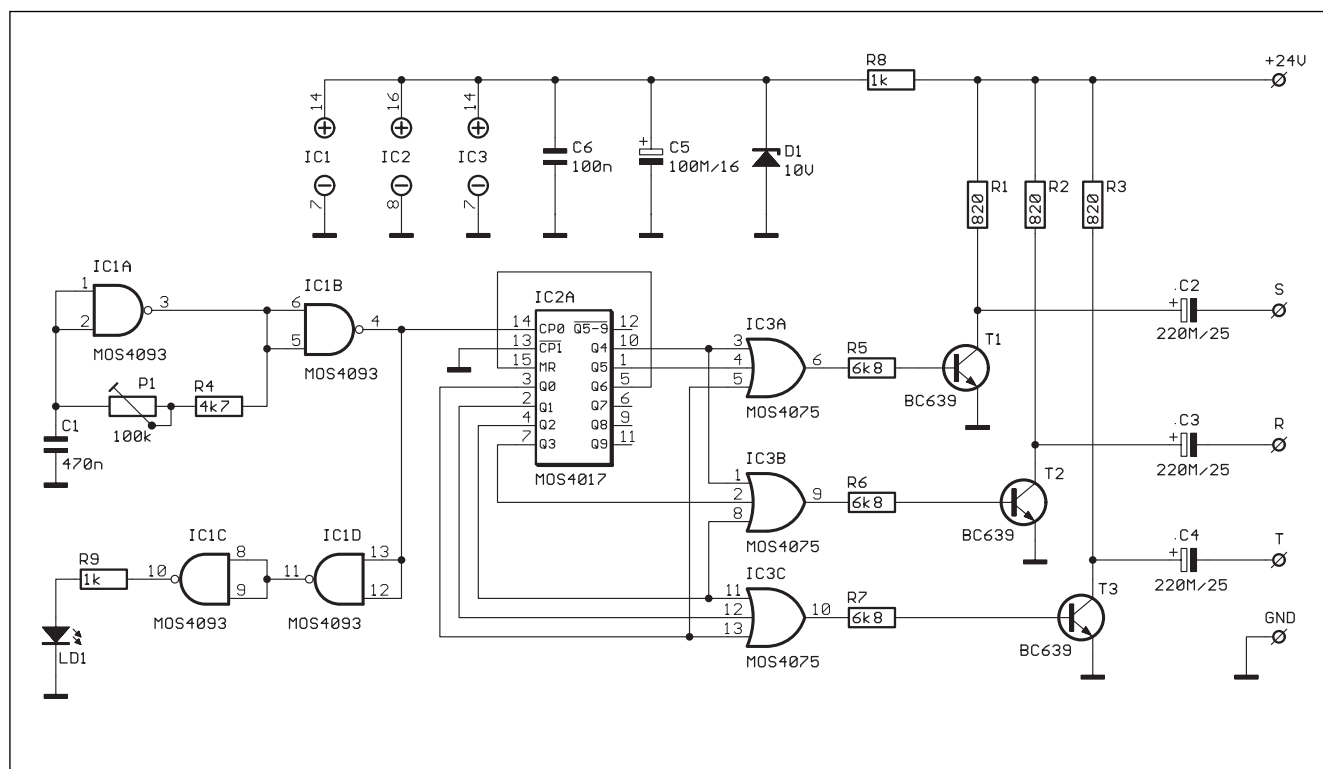 +24V
R8
1k
14
16
14
IC1
IC2
IC3
7
8
7
C6
100n
+
C5
100M/16
D1
10V
R1
820
R2
820
R3
820
IC1A
1
2
3
MOS4093
IC1B
6
5
4
MOS4093
P1
100k
R4
4k7
C1
470n
IC2A
14 CP0 Q5-9 12
13 CP1 Q4 10
15 MR Q5 1
3 Q0 Q6 5
2 Q1 Q7 6
4 Q2 Q8 9
7 Q3 Q9 11
MOS4017
IC3A
3
4
5
6
MOS4075
R5
6k8
T1
BC639
.C2
+
220M/25
S
IC3B
1
2
8
9
MOS4075
R6
6k8
T2
BC639
.C3
+
220M/25
R
IC3C
11
12
13
10
MOS4075
R7
6k8
T3
BC639
.C4
+
220M/25
T
GND
R9
1k
LD1
IC1C
10
8
9
MOS4093
IC1D
11
13
12
MOS4093